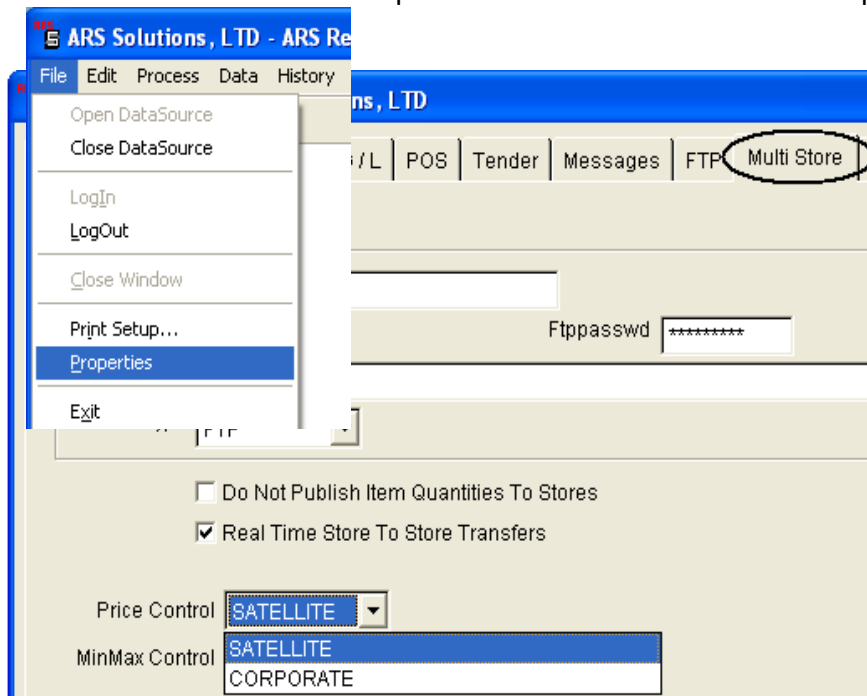 ARS Solutions, LTD - ARS Re
File Edit Process Data History
Open DataSource
Close DataSource
LogIn
LogOut
Close Window
Print Setup...
Properties
Exit
ns, LTD
/ L POS Tender Messages FTP Multi Store
Ftppasswd *********
FTP
Do Not Publish Item Quantities To Stores
Real Time Store To Store Transfers
Price Control SATELLITE
MinMax Control SATELLITE
CORPORATE